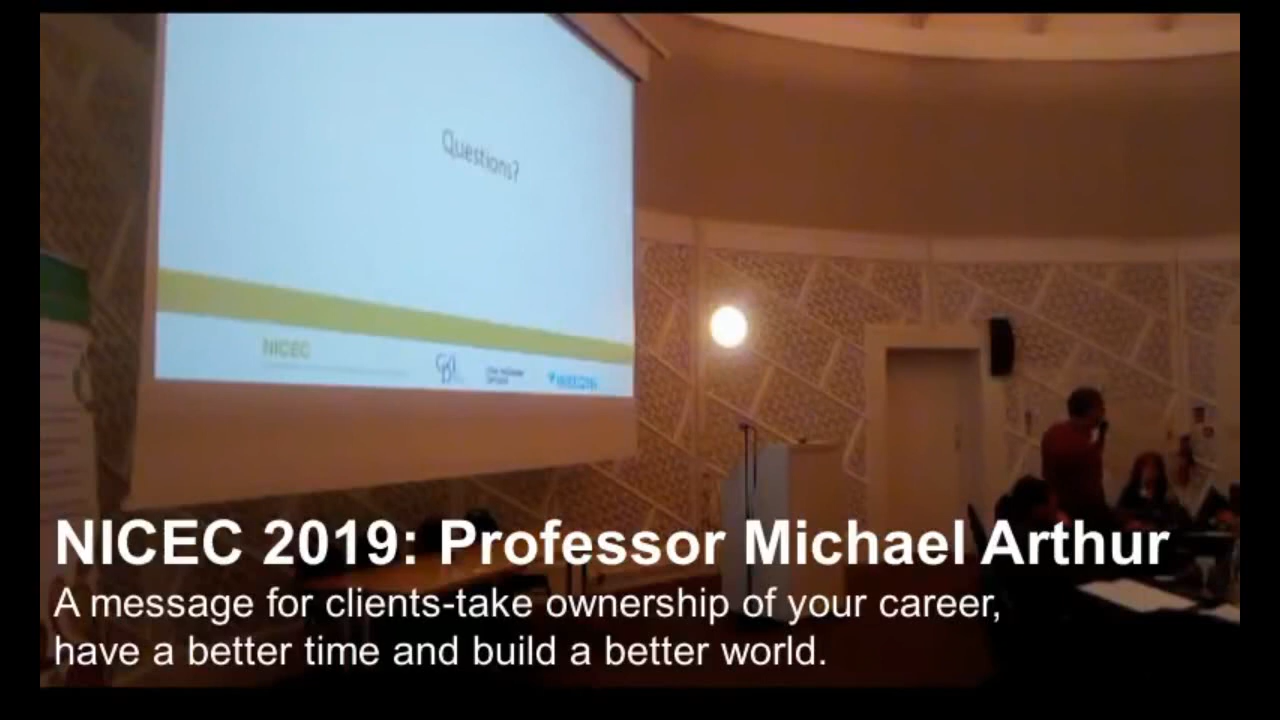 Questions?
NICEC
NICEC 2019: Professor Michael Arthur
A message for clients-take ownership of your career,
have a better time and build a better world.